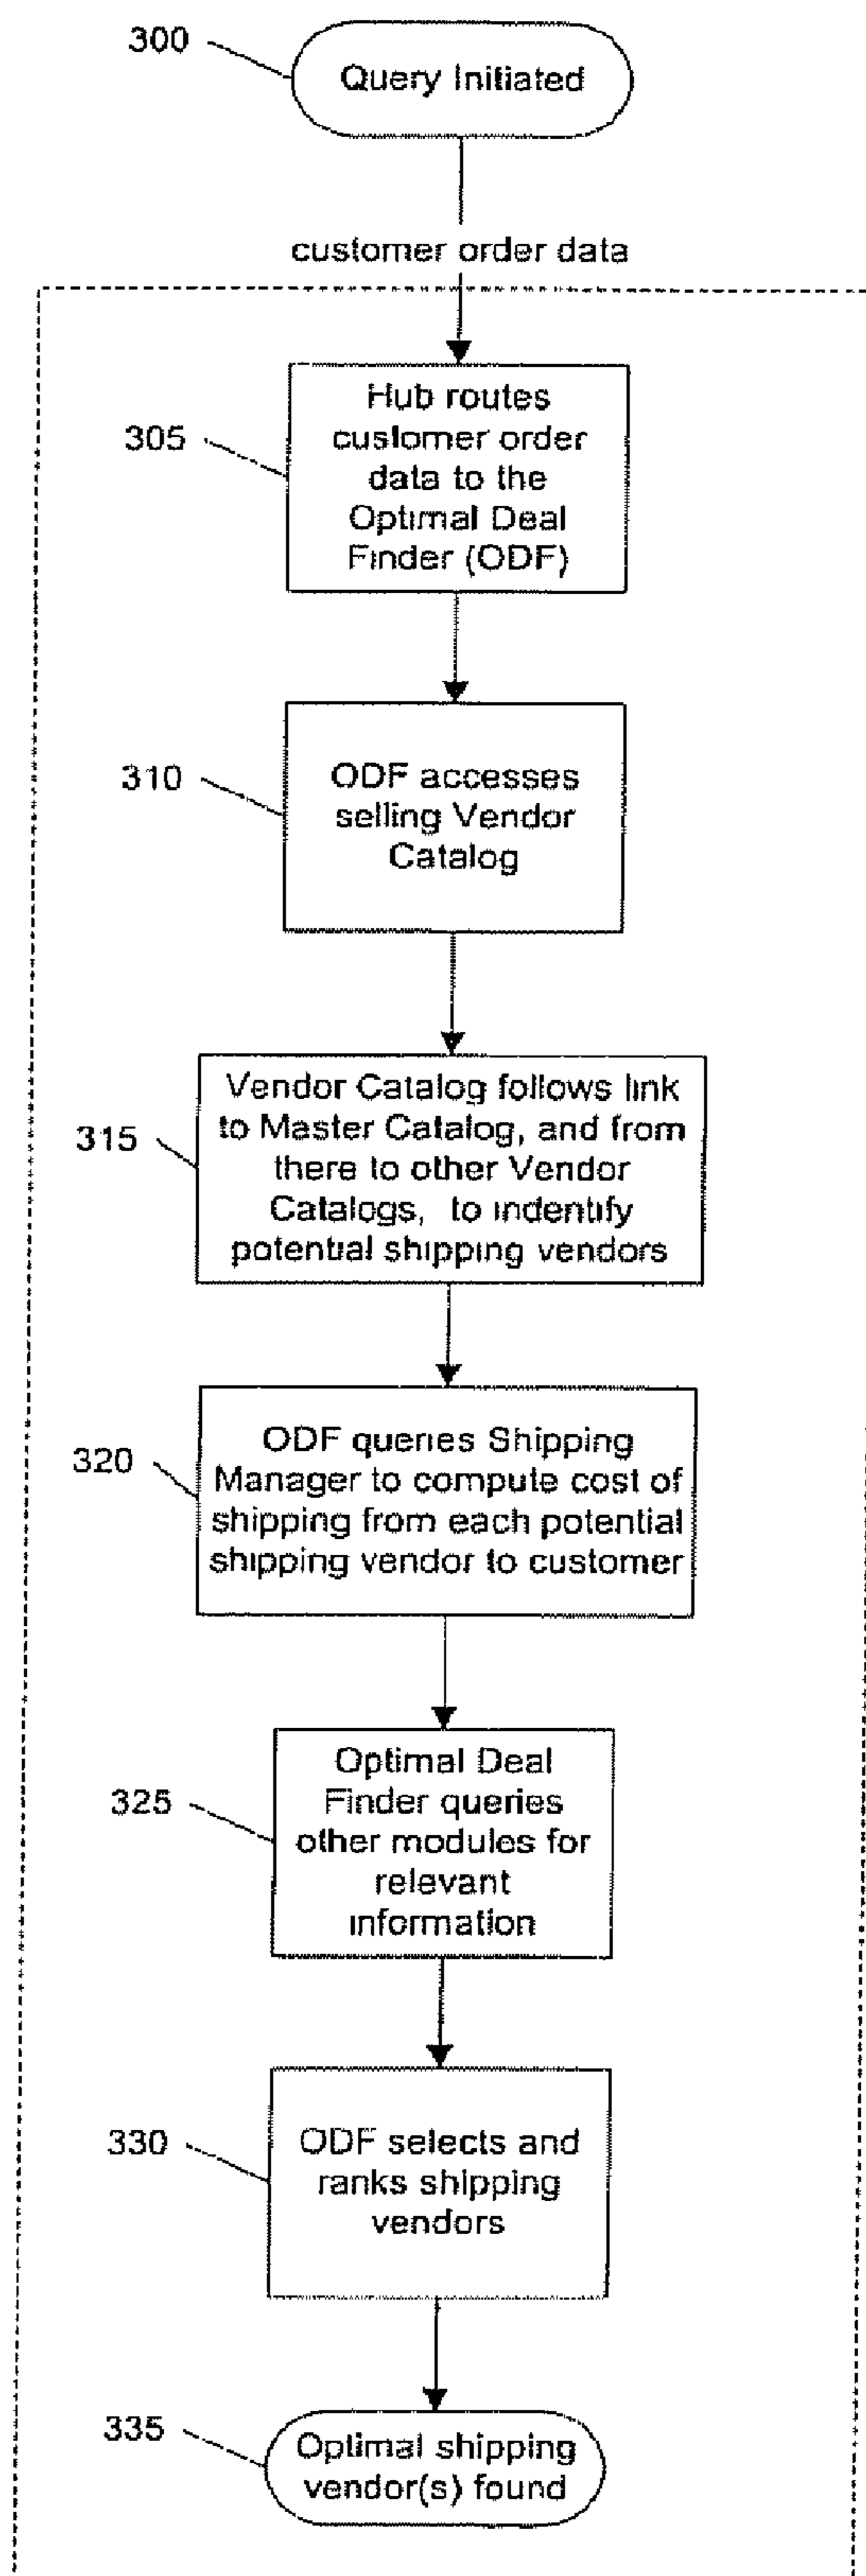 300
Query Initiated
customer order data
305
Hub routes
customer order
data to the
Optimal Deal
Finder (ODF)
310
ODF accesses
selling Vendor
Catalog
315
Vendor Catalog follows link
to Master Catalog, and from
there to other Vendor
Catalogs, to indentify
potential shipping vendors
320
ODF queries Shipping
Manager to compute cost of
shipping from each potential
shipping vendor to customer
325
Optimal Deal
Finder queries
other modules for
relevant
information
330
ODF selects and
ranks shipping
vendors
335
Optimal shipping
vendor(s) found